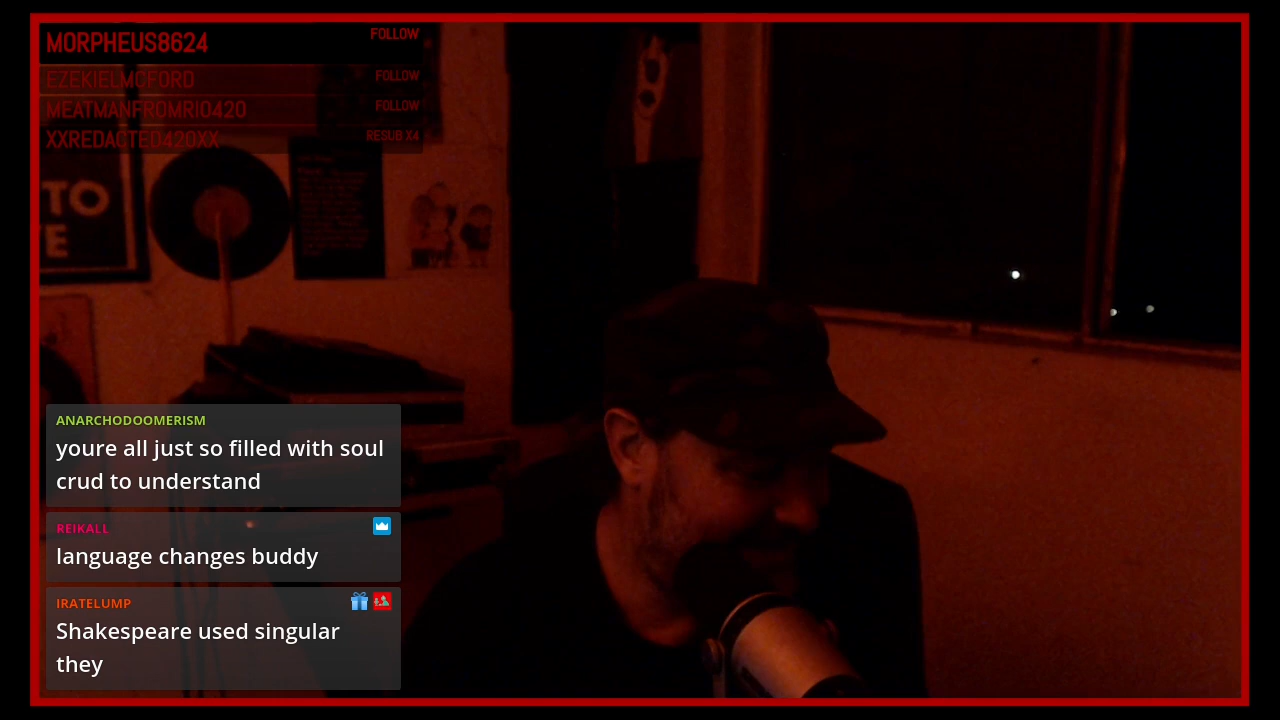 MORPHEUS8624 FOLLOW
EZEKIELMCFORD FOLLOW
MEATMANFROMRIO420 FOLLOW
XXREDACTED420XX RESUB X4
TO
E
ANARCHODOOMERISM
youre all just so filled with soul
crud to understand
REIKALL
language changes buddy
IRATELUMP
Shakespeare used singular
they